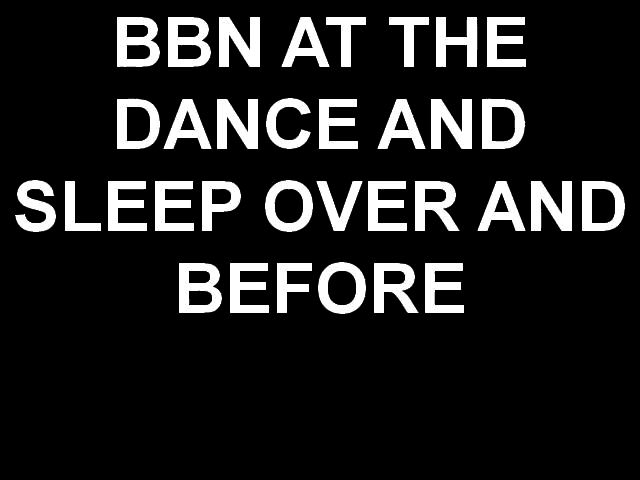 BBN AT THE
DANCE AND
SLEEP OVER AND
BEFORE